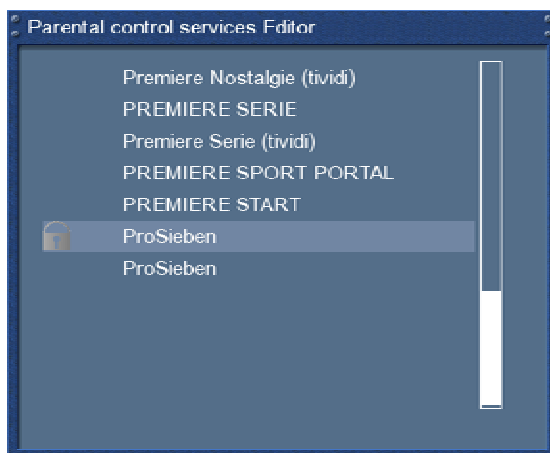 Parental control services Editor
Premiere Nostalgie (tividi)
PREMIERE SERIE
Premiere Serie (tividi)
PREMIERE SPORT PORTAL
PREMIERE START
ProSieben
ProSieben